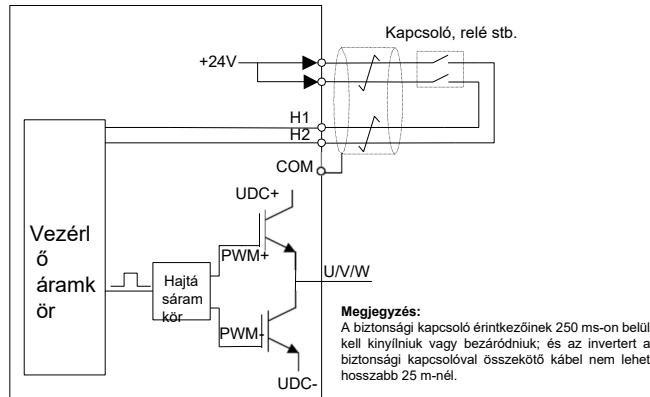 Kapcsoló, relé stb.
+24V
H1
H2
COM
UDC+
Vezérl
ő
áramk
ör
PWM+
Hajtá
sáram
kör
U/V/W
PWM-
UDC-
Megjegyzés:
A biztonsági kapcsoló érintkezőinek 250 ms-on belül
kell kinyílniuk vagy bezáródniuk; és az invertert a
biztonsági kapcsolóval összekötő kábel nem lehet
hosszabb 25 m-nél.